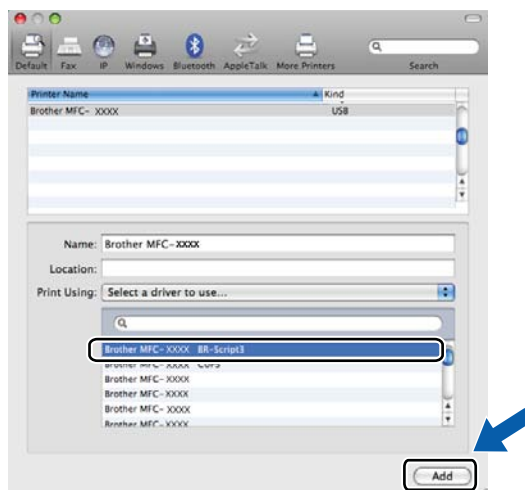 Default Fax IP Windows Bluetooth AppleTalk More Printers Search
Printer Name Kind
Brother MFC- XXXX USB
Name: Brother MFC-XXXX
Location:
Print Using: Select a driver to use...
Brother MFC-XXXX BR-Script3
Brother MFC-XXXX CUPS
Brother MFC-XXXX
Brother MFC-XXXX
Brother MFC-XXXX
Brother MFC-XXXX
Add